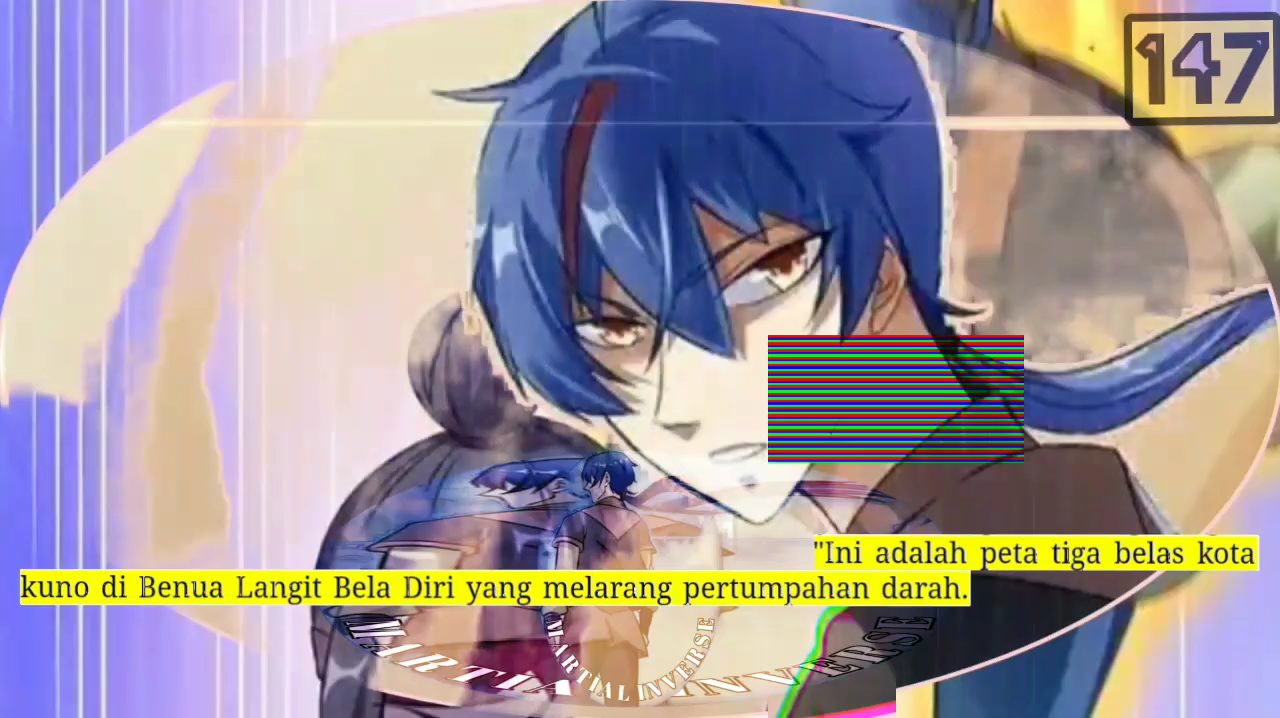 147
"Ini adalah peta tiga belas kota
kuno di Benua Langit Bela Diri yang melarang pertumpahan darah.
MARTIAL INVERSE
MARTIAL INVERSE